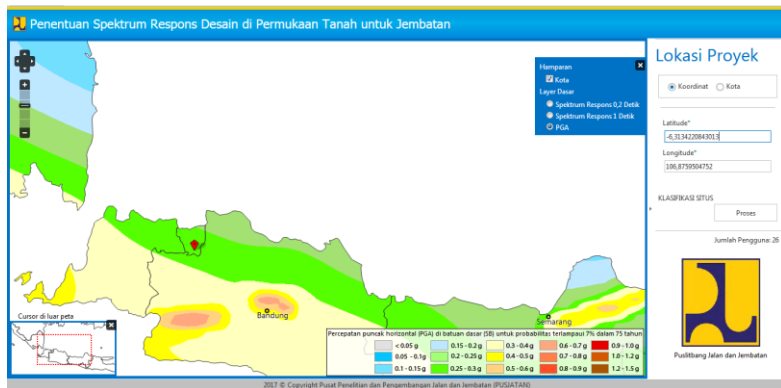 Penentuan Spektrum Respons Desain di Permukaan Tanah untuk Jembatan
Hamparan
Kota
Layer Dasar
Spektrum Respons 0,2 Detik
Spektrum Respons 1 Detik
PGA
Lokasi Proyek
Koordinat
Kota
Latitude*
-6,3134220843013
Longitude*
106,8759504752
KLASIFIKASI SITUS
Proses
Jumlah Pengguna: 26
Puslitbang Jalan dan Jembatan
Bandung
Semarang
Cursor di luar peta
Percepatan puncak horizontal (PGA) di batuan dasar (SB) untuk probabilitas terlampaui 7% dalam 75 tahun
< 0.05 g 0.15 - 0.2g 0.3 - 0.4g 0.6 - 0.7g 0.9 - 1.0g
0.05 - 0.1g 0.2 - 0.25g 0.4 - 0.5g 0.7 - 0.8g 1.0 - 1.2g
0.1 - 0.15g 0.25 - 0.3g 0.5 - 0.6g 0.8 - 0.9g 1.2 - 1.5g
2017 © Copyright Pusat Penelitian dan Pengembangan Jalan dan Jembatan (PUSJATAN)